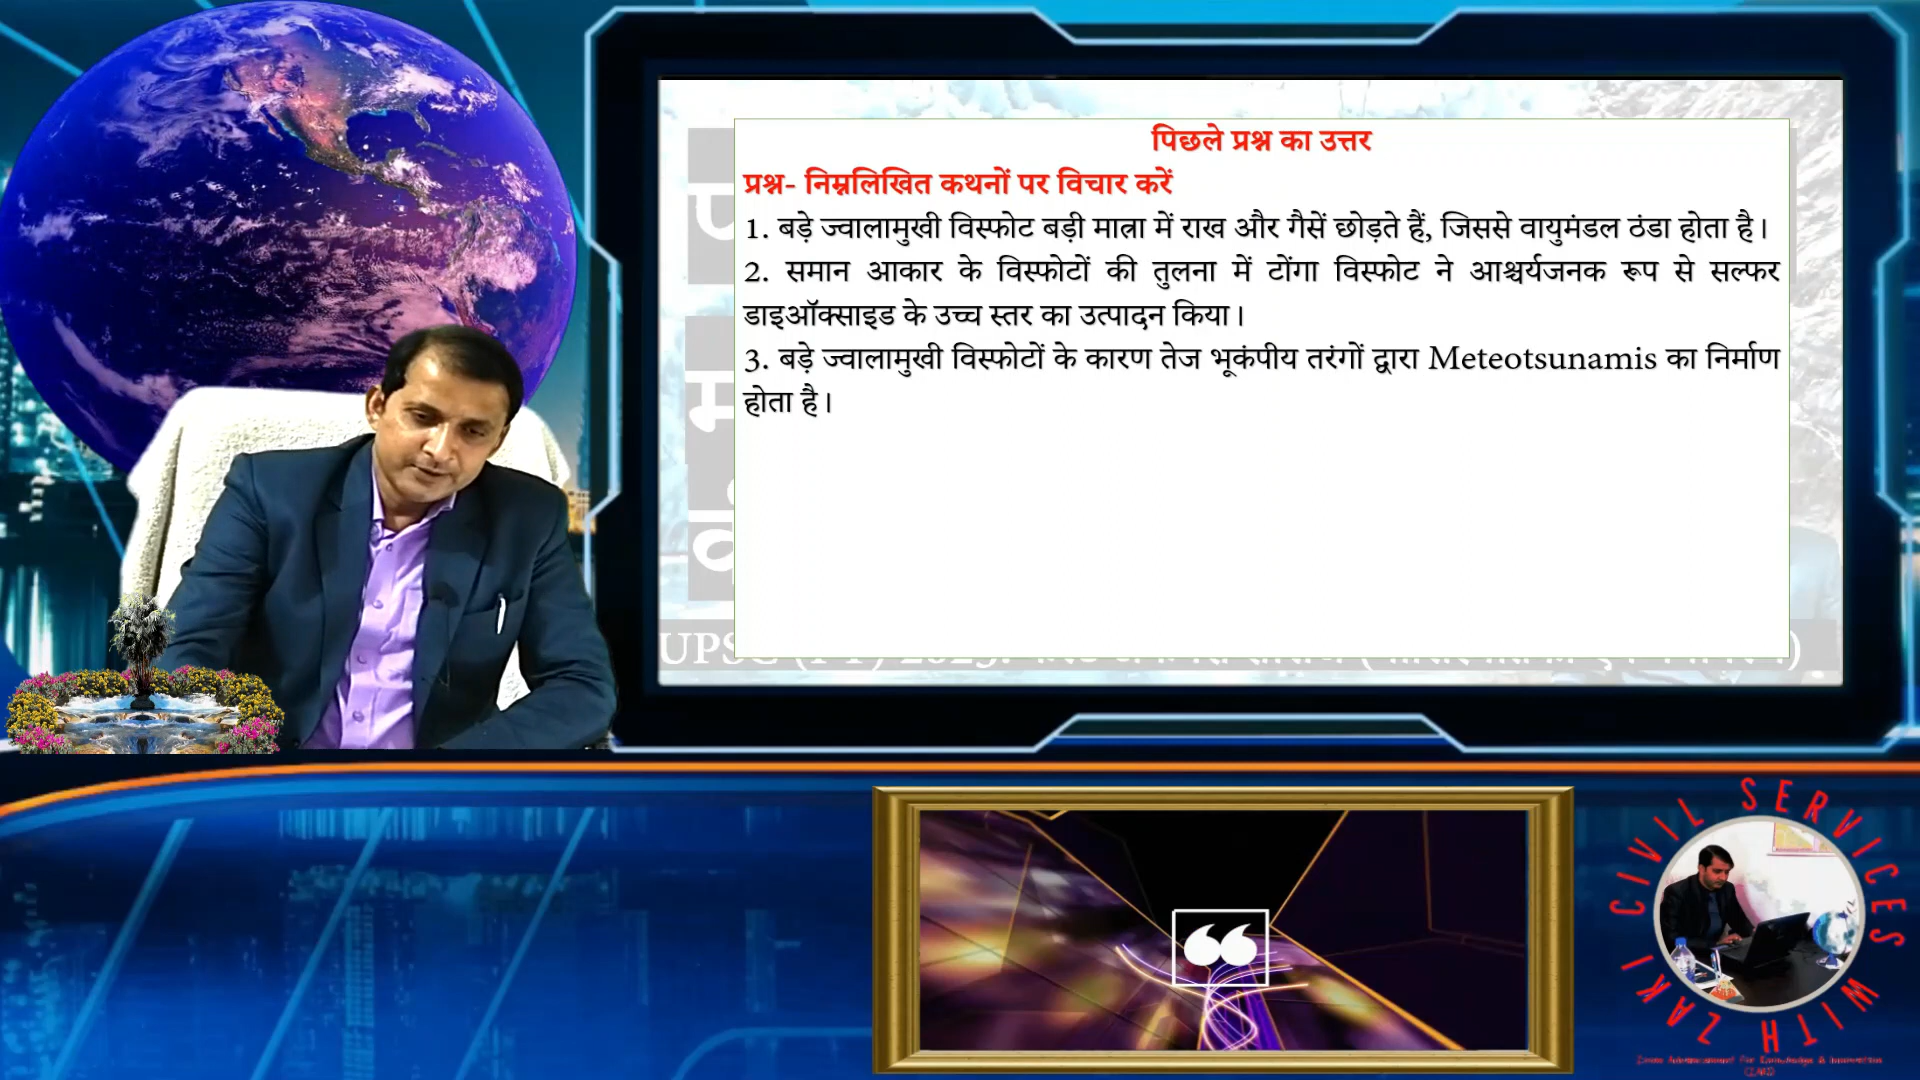 पिछले प्रश्न का उत्तर
प्रश्न- निम्नलिखित कथनों पर विचार करें
1. बड़े ज्वालामुखी विस्फोट बड़ी मात्रा में राख और गैसें छोड़ते हैं, जिससे वायुमंडल ठंडा होता है।
2. समान आकार के विस्फोटों की तुलना में टोंगा विस्फोट ने आश्चर्यजनक रूप से सल्फर
डाइऑक्साइड के उच्च स्तर का उत्पादन किया।
3. बड़े ज्वालामुखी विस्फोटों के कारण तेज भूकंपीय तरंगों द्वारा Meteotsunamis का निर्माण
होता है।
CIVIL SERVICES WITH ZAKI